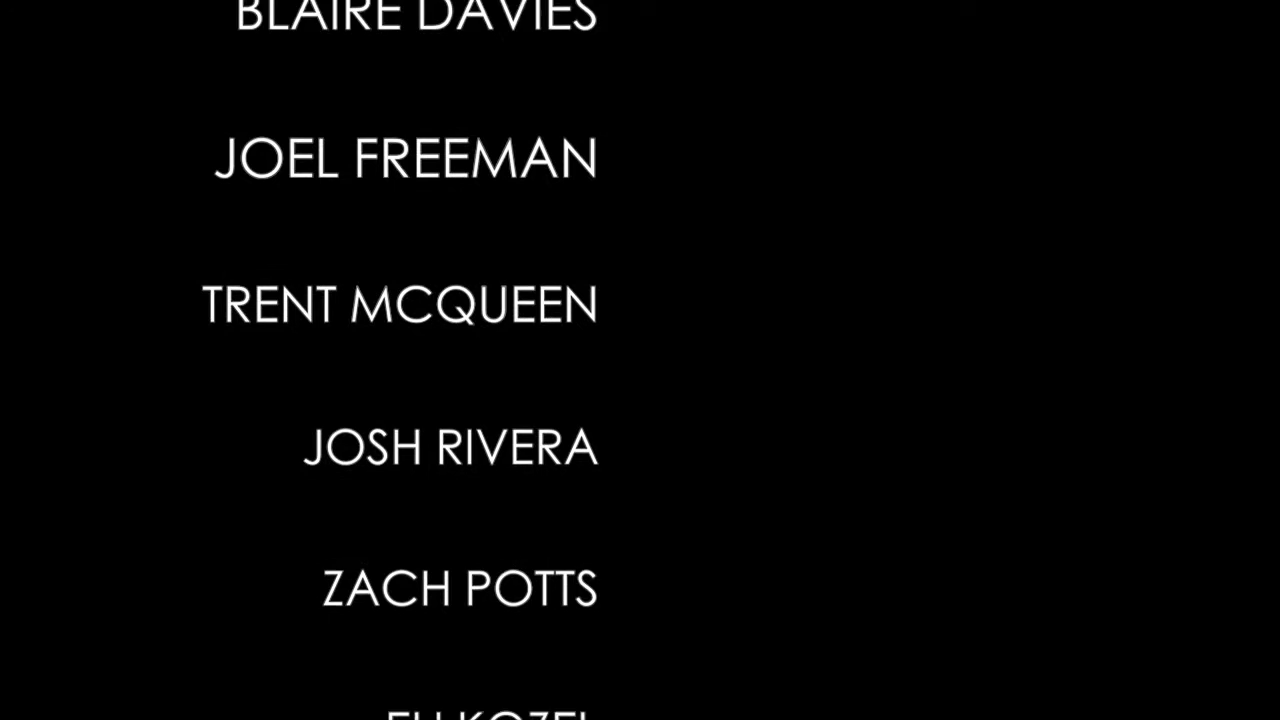 BLAIRE DAVIES
JOEL FREEMAN
TRENT MCQUEEN
JOSH RIVERA
ZACH POTTS